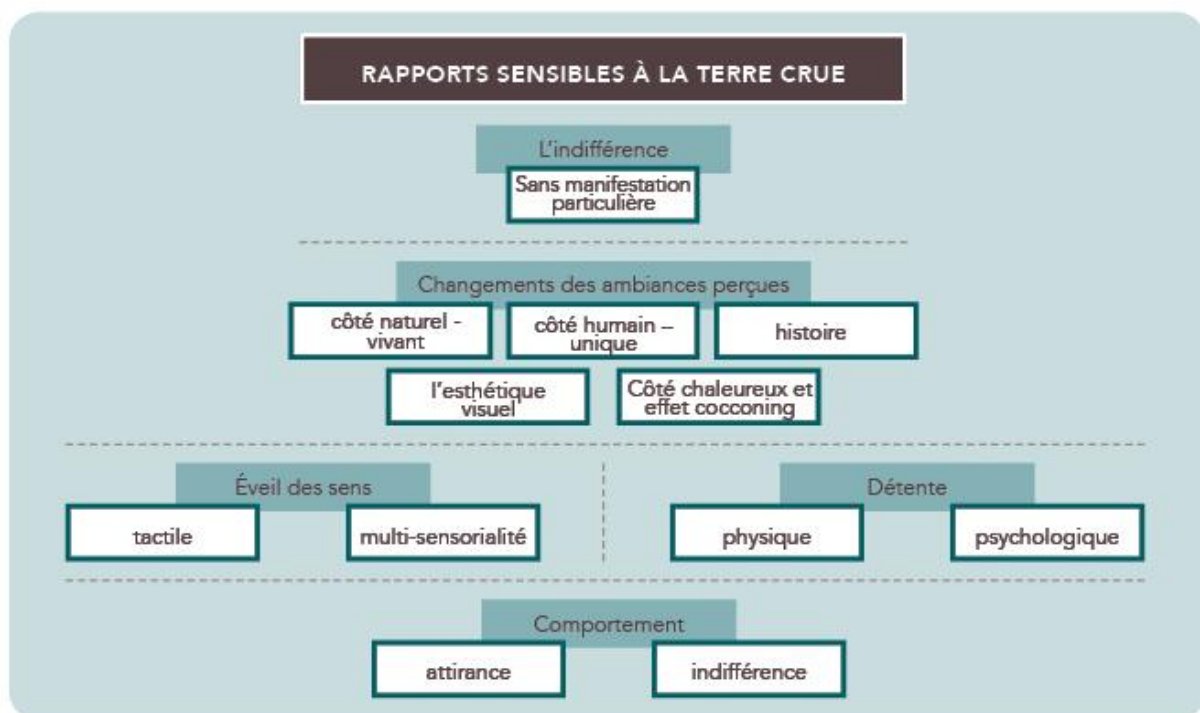 RAPPORTS SENSIBLES À LA TERRE CRUE
L'indifférence
Sans manifestation
particulière
Changements des ambiances perçues
côté naturel -
vivant
côté humain –
unique
histoire
l'esthétique
visuel
Côté chaleureux et
effet cocconing
Éveil des sens
tactile
multi-sensorialité
Détente
physique
psychologique
Comportement
attirance
indifférence